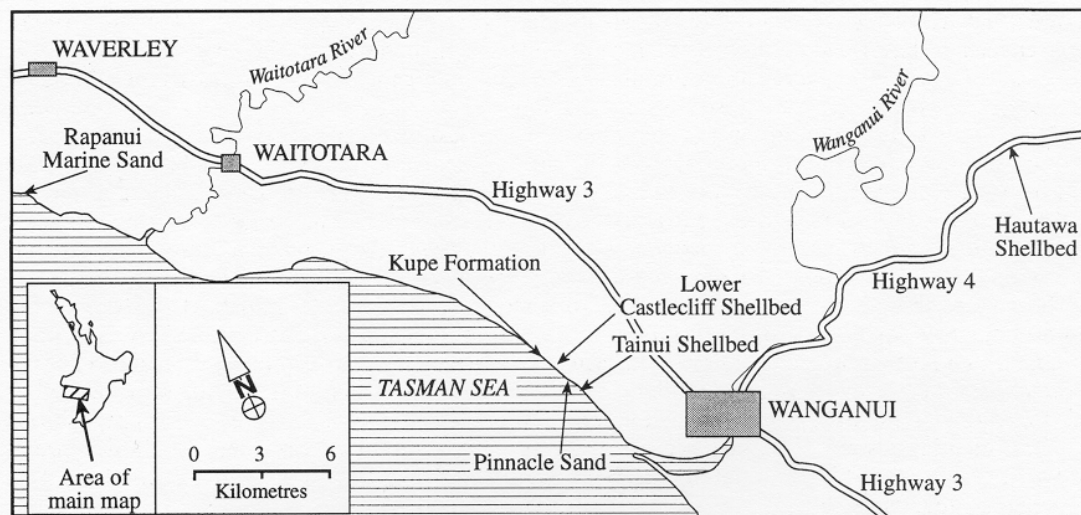 WAVERLEY
Waitotara River
Rapanui
Marine Sand
WAITOTARA
Highway 3
Wanganui River
Hautawa
Shellbed
Highway 4
Kupe Formation
Lower
Castlecliff Shellbed
Tainui Shellbed
TASMAN SEA
WANGANUI
Pinnacle Sand
Highway 3
N
0 3 6
Kilometres
Area of
main map